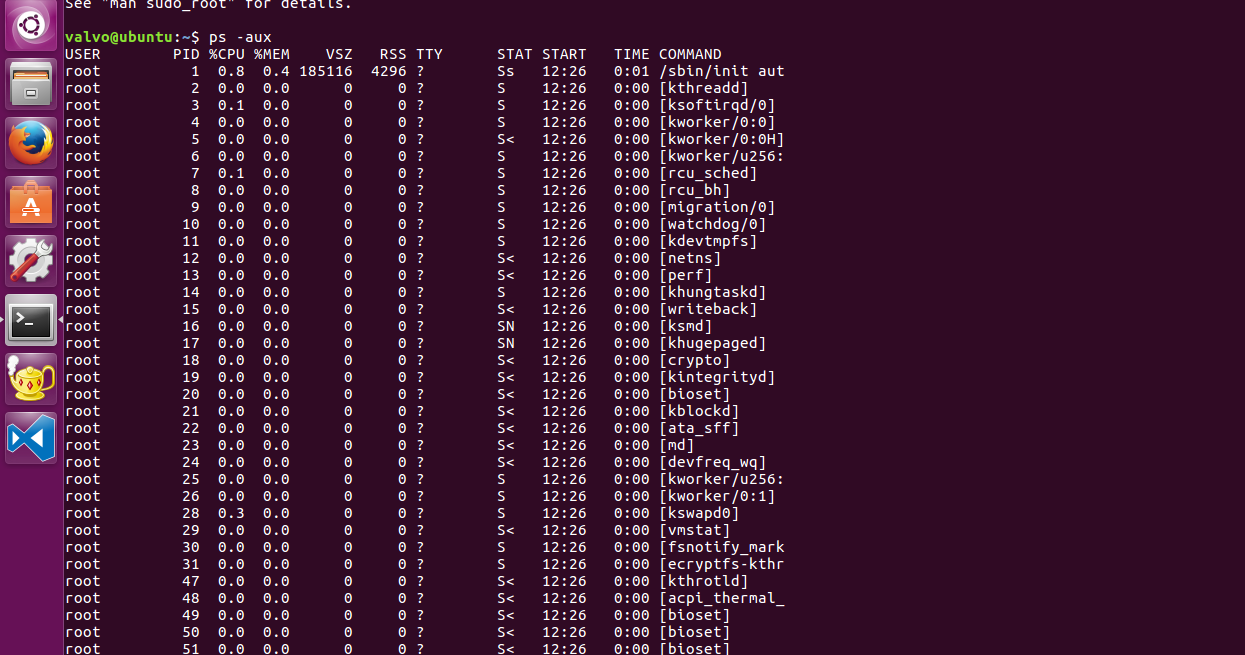 See "man sudo_root" for details.
valvo@ubuntu:~$ ps -aux
USER PID %CPU %MEM VSZ RSS TTY STAT START TIME COMMAND
root 1 0.8 0.4 185116 4296 ? Ss 12:26 0:01 /sbin/init aut
root 2 0.0 0.0 0 0 ? S 12:26 0:00 [kthreadd]
root 3 0.1 0.0 0 0 ? S 12:26 0:00 [ksoftirqd/0]
root 4 0.0 0.0 0 0 ? S 12:26 0:00 [kworker/0:0]
root 5 0.0 0.0 0 0 ? S< 12:26 0:00 [kworker/0:0H]
root 6 0.0 0.0 0 0 ? S 12:26 0:00 [kworker/u256:
root 7 0.1 0.0 0 0 ? S 12:26 0:00 [rcu_sched]
root 8 0.0 0.0 0 0 ? S 12:26 0:00 [rcu_bh]
root 9 0.0 0.0 0 0 ? S 12:26 0:00 [migration/0]
root 10 0.0 0.0 0 0 ? S 12:26 0:00 [watchdog/0]
root 11 0.0 0.0 0 0 ? S 12:26 0:00 [kdevtmpfs]
root 12 0.0 0.0 0 0 ? S< 12:26 0:00 [netns]
root 13 0.0 0.0 0 0 ? S< 12:26 0:00 [perf]
root 14 0.0 0.0 0 0 ? S 12:26 0:00 [khungtaskd]
root 15 0.0 0.0 0 0 ? S< 12:26 0:00 [writeback]
root 16 0.0 0.0 0 0 ? SN 12:26 0:00 [ksmd]
root 17 0.0 0.0 0 0 ? SN 12:26 0:00 [khugepaged]
root 18 0.0 0.0 0 0 ? S< 12:26 0:00 [crypto]
root 19 0.0 0.0 0 0 ? S< 12:26 0:00 [kintegrityd]
root 20 0.0 0.0 0 0 ? S< 12:26 0:00 [bioset]
root 21 0.0 0.0 0 0 ? S< 12:26 0:00 [kblockd]
root 22 0.0 0.0 0 0 ? S< 12:26 0:00 [ata_sff]
root 23 0.0 0.0 0 0 ? S< 12:26 0:00 [md]
root 24 0.0 0.0 0 0 ? S< 12:26 0:00 [devfreq_wq]
root 25 0.0 0.0 0 0 ? S 12:26 0:00 [kworker/u256:
root 26 0.0 0.0 0 0 ? S 12:26 0:00 [kworker/0:1]
root 28 0.3 0.0 0 0 ? S 12:26 0:00 [kswapd0]
root 29 0.0 0.0 0 0 ? S< 12:26 0:00 [vmstat]
root 30 0.0 0.0 0 0 ? S 12:26 0:00 [fsnotify_mark
root 31 0.0 0.0 0 0 ? S 12:26 0:00 [ecryptfs-kthr
root 47 0.0 0.0 0 0 ? S< 12:26 0:00 [kthrotld]
root 48 0.0 0.0 0 0 ? S< 12:26 0:00 [acpi_thermal_
root 49 0.0 0.0 0 0 ? S< 12:26 0:00 [bioset]
root 50 0.0 0.0 0 0 ? S< 12:26 0:00 [bioset]
root 51 0.0 0.0 0 0 ? S< 12:26 0:00 [bioset]